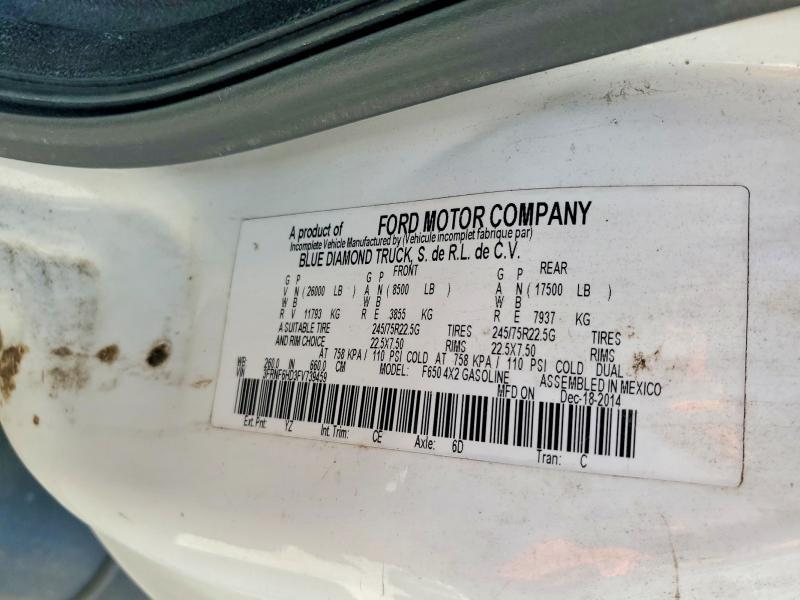 A product of FORD MOTOR COMPANY
Incomplete Vehicle Manufactured by (Vehicule incomplet fabrique par)
BLUE DIAMOND TRUCK, S. de R.L. de C.V.
G P G P FRONT G P REAR
V N ( 26000 LB ) A N ( 8500 LB ) A N ( 17500 LB )
W B W B W B
R V 11793 KG R E 3855 KG R E 7937 KG
A SUITABLE TIRE 245/75R22.5G TIRES 245/75R22.5G TIRES
AND RIM CHOICE 22.5X7.50 RIMS 22.5X7.50 RIMS
AT 758 KPA / 110 PSI COLD AT 758 KPA / 110 PSI COLD DUAL
WB: 260.0 IN 660.0 CM MODEL: F650 4X2 GASOLINE ASSEMBLED IN MEXICO
VIN: 3FRNF6HD3FV739459 MFD ON Dec-18-2014
Ext. Pnt: YZ Int. Trim: CE Axle: 6D Tran: C